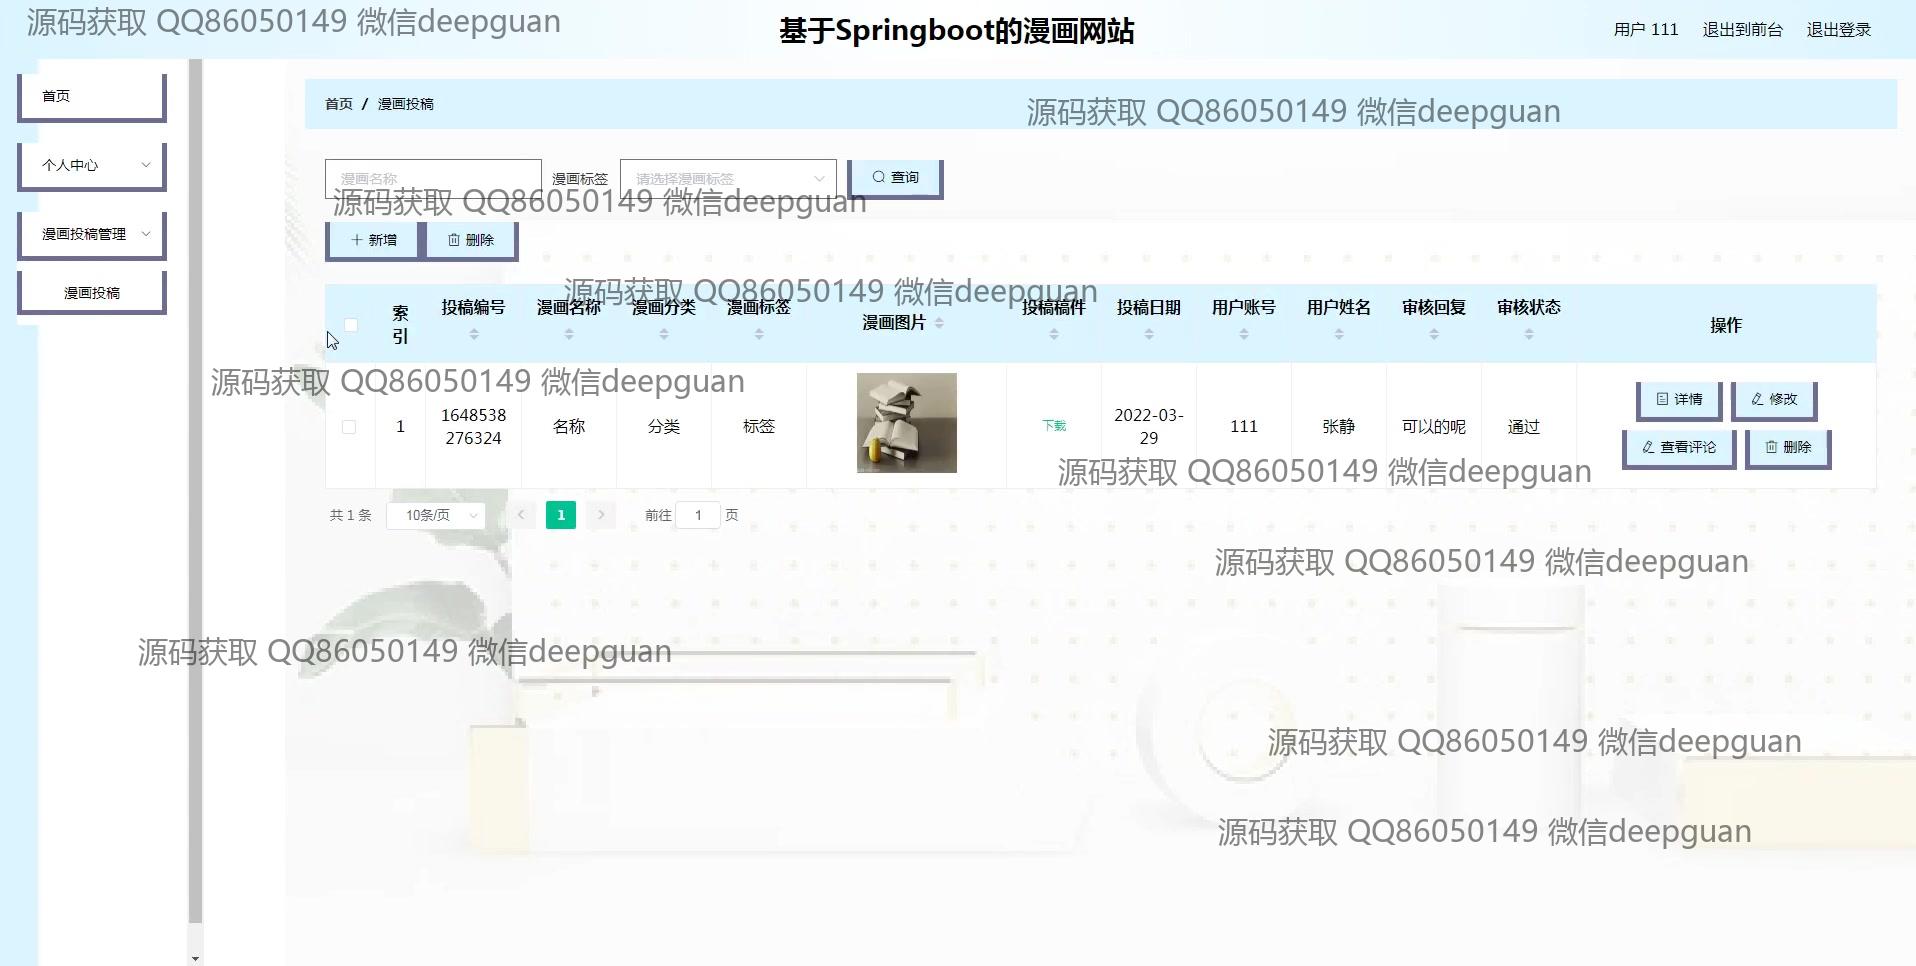 源码获取 QQ86050149 微信deepguan
基于Springboot的漫画网站
用户 111 退出到前台 退出登录
首页
个人中心
漫画投稿管理
漫画投稿
首页 / 漫画投稿
源码获取 QQ86050149 微信deepguan
漫画名称 漫画标签 请选择漫画标签 查询
源码获取 QQ86050149 微信deepguan
新增 删除
源码获取 QQ86050149 微信deepguan
索引 投稿编号 漫画名称 漫画分类 漫画标签 漫画图片 投稿稿件 投稿日期 用户账号 用户姓名 审核回复 审核状态 操作
源码获取 QQ86050149 微信deepguan
1 1648538276324 名称 分类 标签 下载 2022-03-29 111 张静 可以的呢 通过 详情 修改
查看评论 删除
源码获取 QQ86050149 微信deepguan
共 1 条 10条/页 1 前往 1 页
源码获取 QQ86050149 微信deepguan
源码获取 QQ86050149 微信deepguan
源码获取 QQ86050149 微信deepguan
源码获取 QQ86050149 微信deepguan